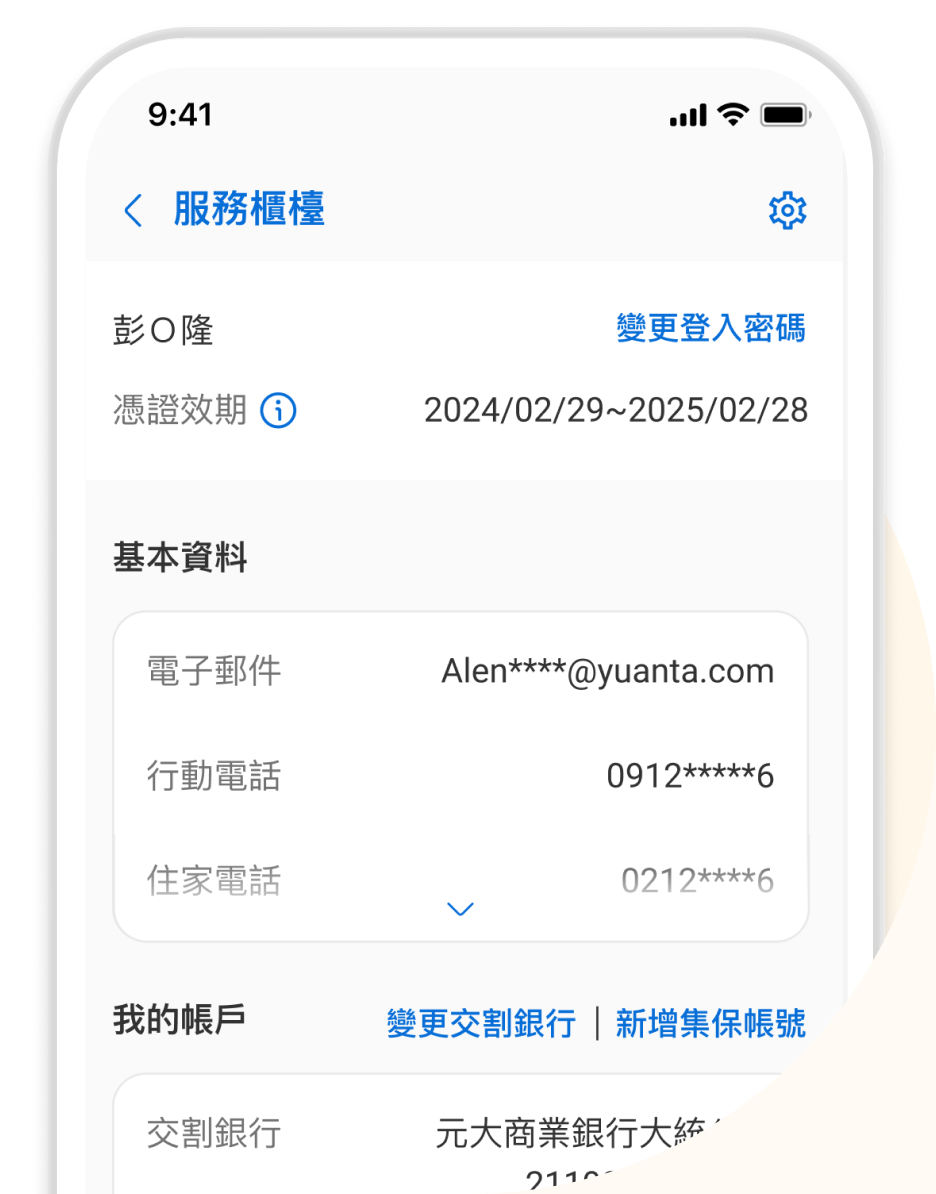 9:41
服務櫃檯
彭O隆 變更登入密碼
憑證效期 2024/02/29~2025/02/28
基本資料
電子郵件 Alen****@yuanta.com
行動電話 0912*****6
住家電話 0212****6
我的帳戶 變更交割銀行 | 新增集保帳號
交割銀行 元大商業銀行大統